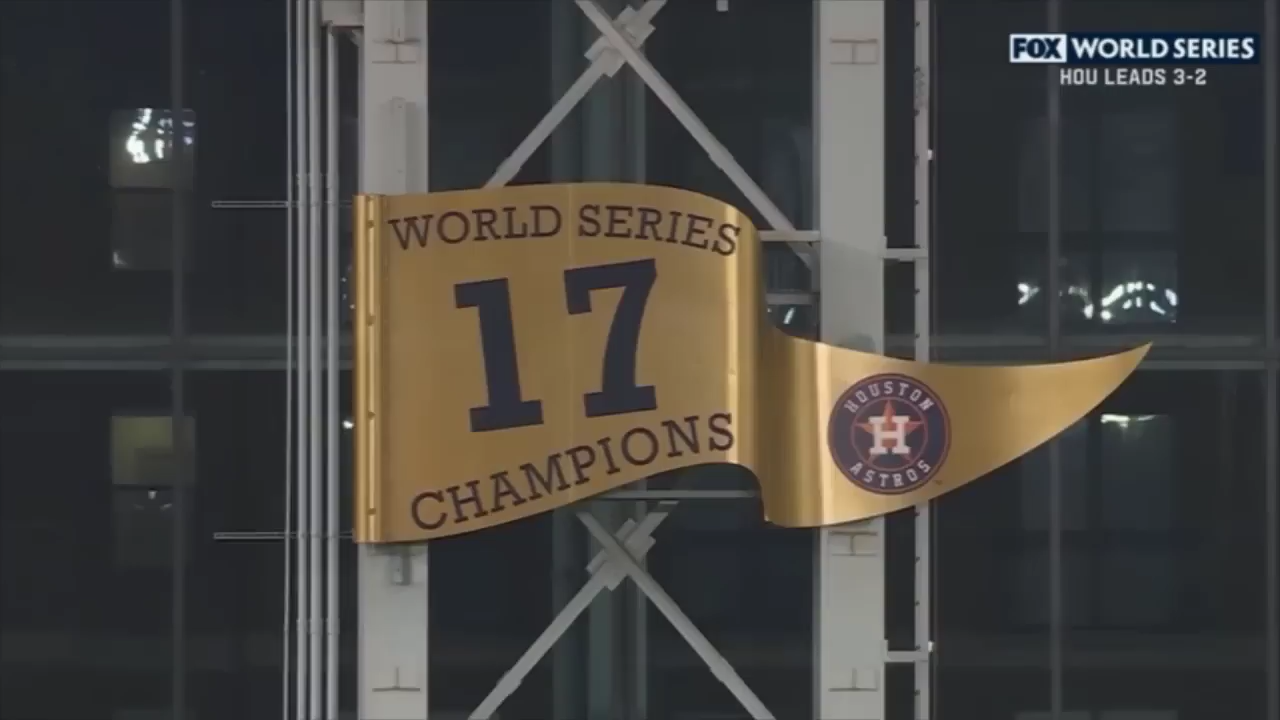 FOX WORLD SERIES
HOU LEADS 3-2
WORLD SERIES
17
CHAMPIONS
HOUSTON
H
ASTROS